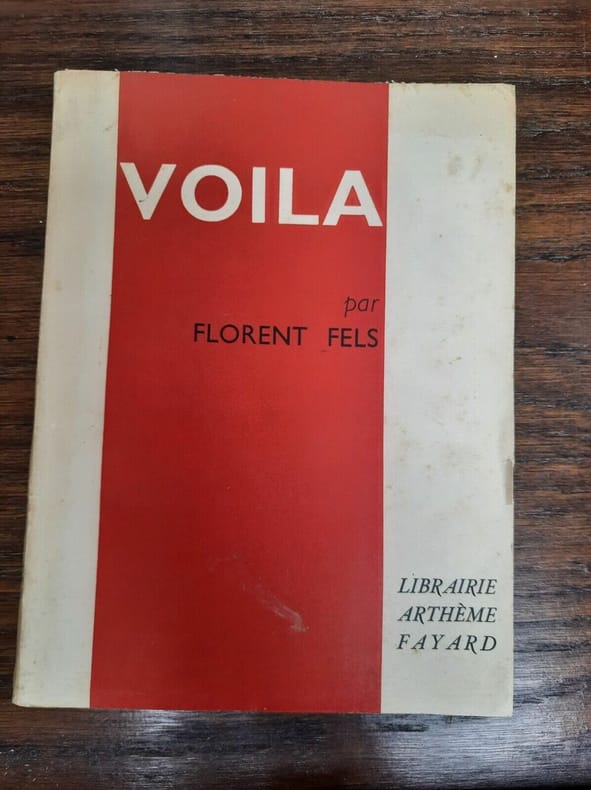 VOILA
par
FLORENT FELS
LIBRAIRIE
ARTHÈME
FAYARD